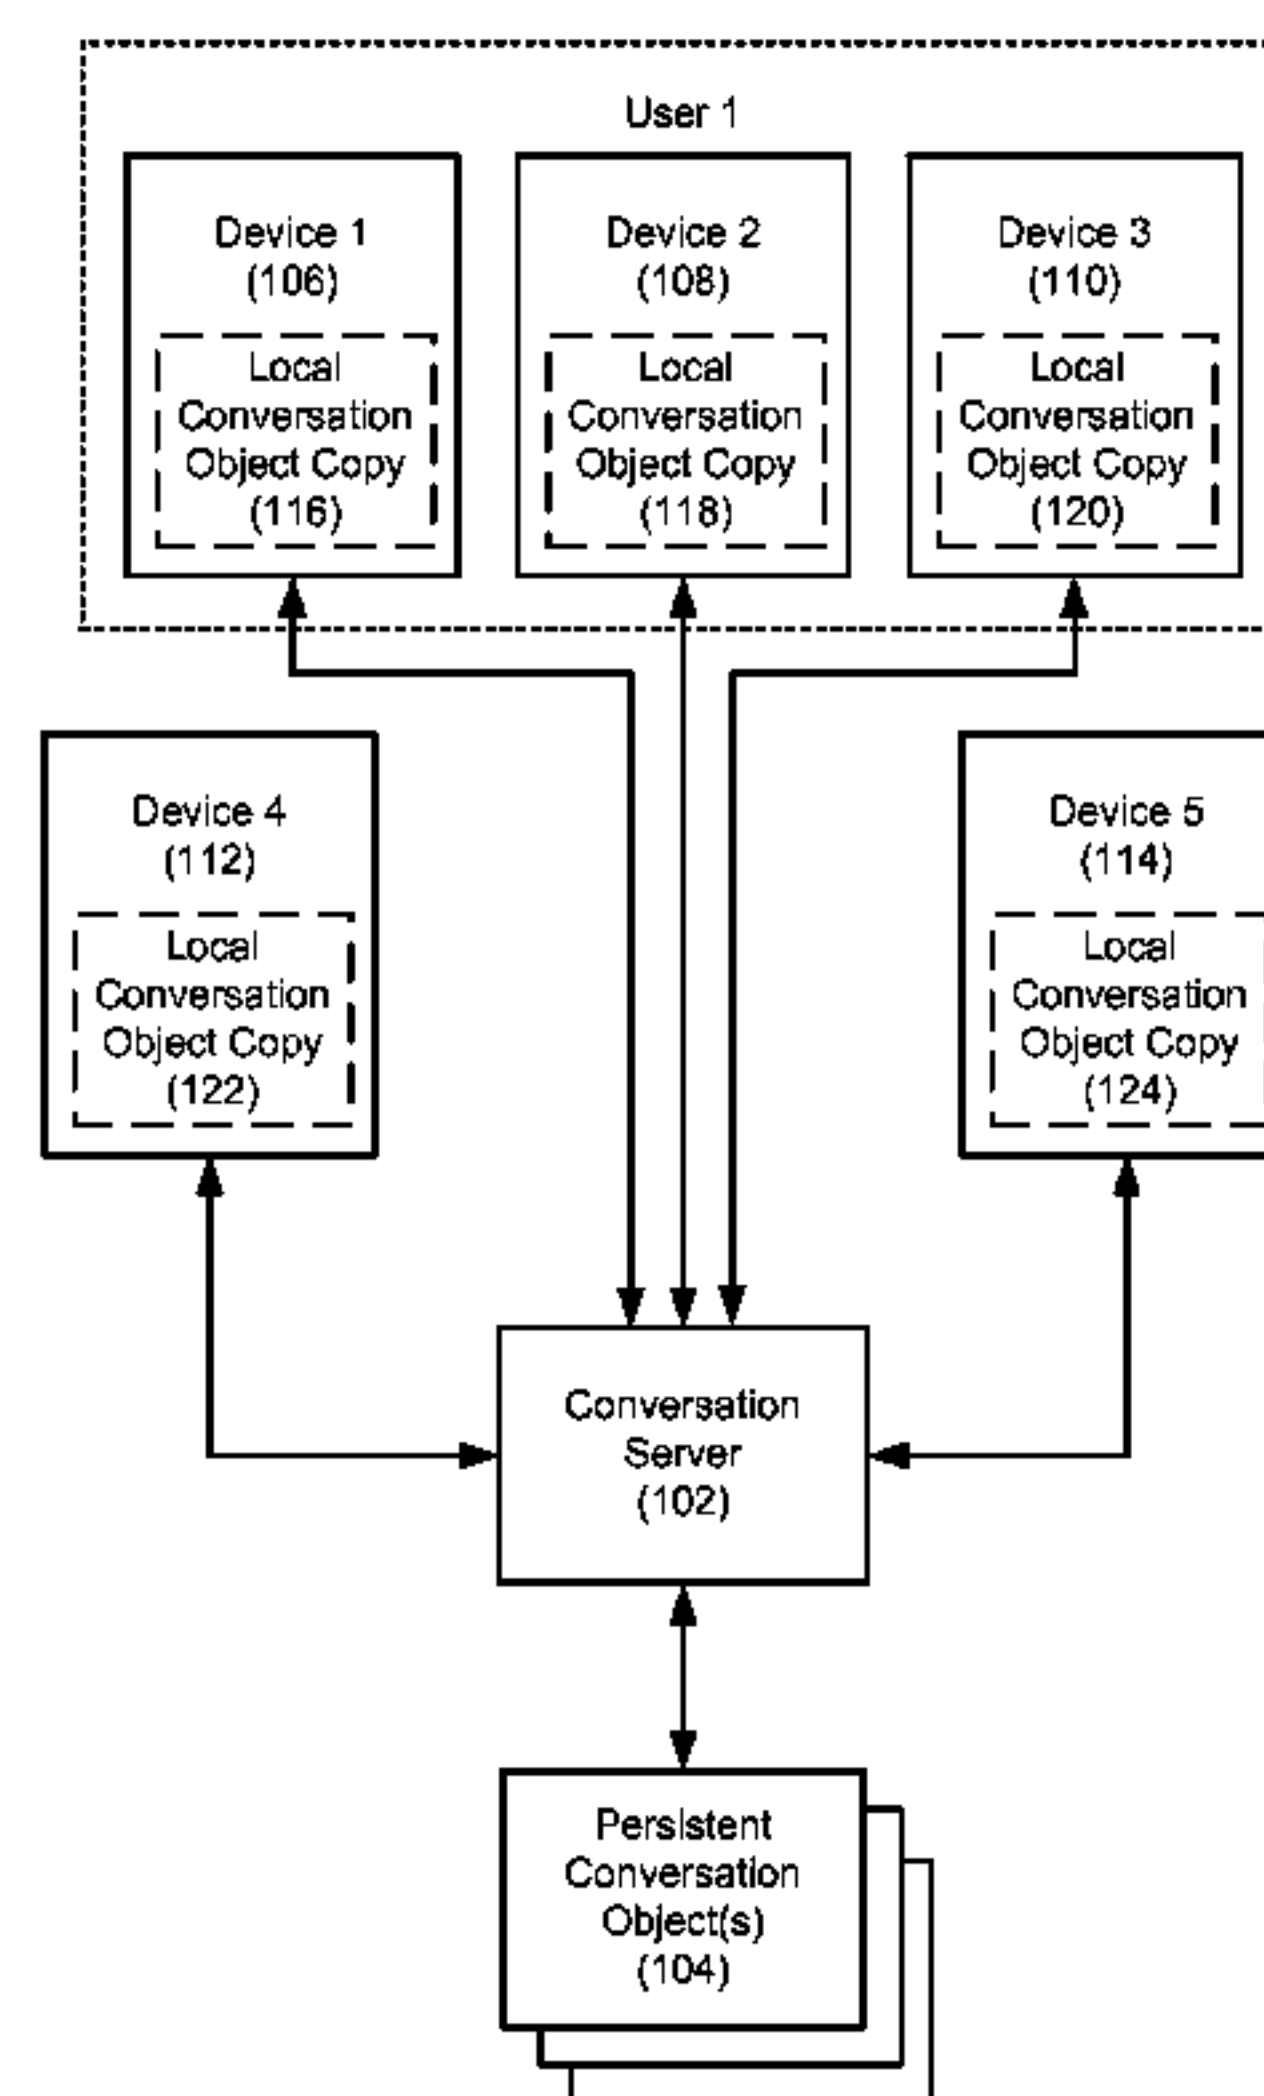 User 1
Device 1
(106)
Local
Conversation
Object Copy
(116)
Device 2
(108)
Local
Conversation
Object Copy
(118)
Device 3
(110)
Local
Conversation
Object Copy
(120)
Device 4
(112)
Local
Conversation
Object Copy
(122)
Device 5
(114)
Local
Conversation
Object Copy
(124)
Conversation
Server
(102)
Persistent
Conversation
Object(s)
(104)